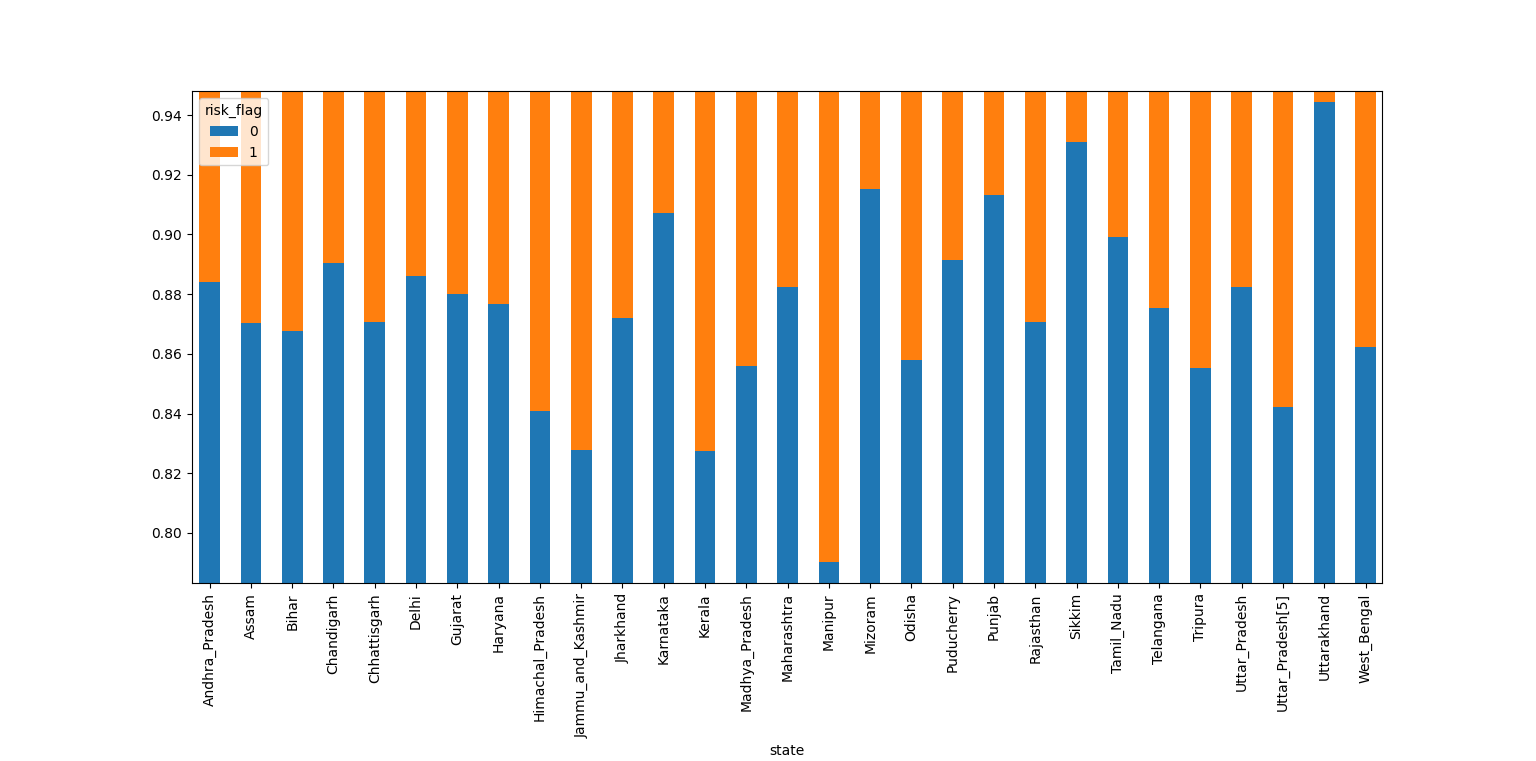 risk_flag
0
1
0.94
0.92
0.90
0.88
0.86
0.84
0.82
0.80
Andhra_Pradesh
Assam
Bihar
Chandigarh
Chhattisgarh
Delhi
Gujarat
Haryana
Himachal_Pradesh
Jammu_and_Kashmir
Jharkhand
Karnataka
Kerala
Madhya_Pradesh
Maharashtra
Manipur
Mizoram
Odisha
Puducherry
Punjab
Rajasthan
Sikkim
Tamil_Nadu
Telangana
Tripura
Uttar_Pradesh
Uttar_Pradesh[5]
Uttarakhand
West_Bengal
state